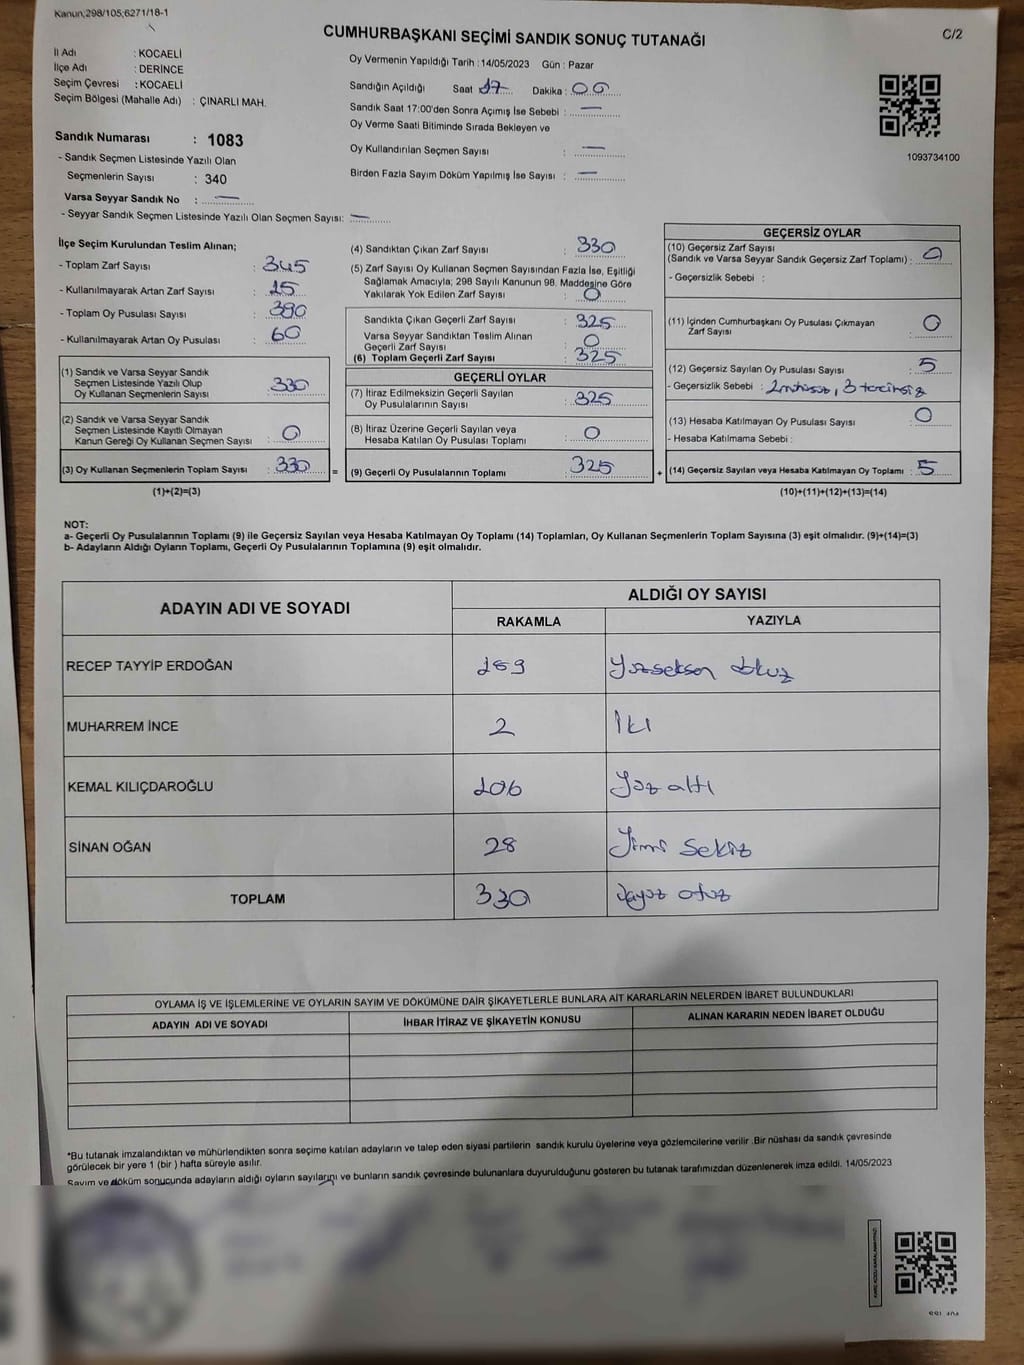 Kanun;298/105;6271/18-1
C/2
CUMHURBAŞKANI SEÇİMİ SANDIK SONUÇ TUTANAĞI
İl Adı : KOCAELİ
İlçe Adı : DERİNCE
Seçim Çevresi : KOCAELİ
Seçim Bölgesi (Mahalle Adı) : ÇINARLI MAH.
Oy Vermenin Yapıldığı Tarih : 14/05/2023 Gün : Pazar
Sandığın Açıldığı Saat 17 Dakika : 00
Sandık Saat 17:00'den Sonra Açımış İse Sebebi : —
Oy Verme Saati Bitiminde Sırada Bekleyen ve
Oy Kullandırılan Seçmen Sayısı : —
Birden Fazla Sayım Döküm Yapılmış İse Sayısı : —
1093734100
Sandık Numarası : 1083
- Sandık Seçmen Listesinde Yazılı Olan
Seçmenlerin Sayısı : 340
Varsa Seyyar Sandık No : —
- Seyyar Sandık Seçmen Listesinde Yazılı Olan Seçmen Sayısı: —
İlçe Seçim Kurulundan Teslim Alınan;
- Toplam Zarf Sayısı : 345
- Kullanılmayarak Artan Zarf Sayısı : 15
- Toplam Oy Pusulası Sayısı : 390
- Kullanılmayarak Artan Oy Pusulası : 60
(1) Sandık ve Varsa Seyyar Sandık
Seçmen Listesinde Yazılı Olup
Oy Kullanan Seçmenlerin Sayısı : 330
(2) Sandık ve Varsa Seyyar Sandık
Seçmen Listesinde Kayıtlı Olmayan
Kanun Gereği Oy Kullanan Seçmen Sayısı : 0
(3) Oy Kullanan Seçmenlerin Toplam Sayısı : 330 =
(1)+(2)=(3)
(4) Sandıktan Çıkan Zarf Sayısı : 330
(5) Zarf Sayısı Oy Kullanan Seçmen Sayısından Fazla İse, Eşitliği
Sağlamak Amacıyla; 298 Sayılı Kanunun 98. Maddesine Göre
Yakılarak Yok Edilen Zarf Sayısı : 0
Sandıkta Çıkan Geçerli Zarf Sayısı : 325
Varsa Seyyar Sandıktan Teslim Alınan
Geçerli Zarf Sayısı : 0
(6) Toplam Geçerli Zarf Sayısı : 325
GEÇERLİ OYLAR
(7) İtiraz Edilmeksizin Geçerli Sayılan
Oy Pusulalarının Sayısı : 325
(8) İtiraz Üzerine Geçerli Sayılan veya
Hesaba Katılan Oy Pusulası Toplamı : 0
(9) Geçerli Oy Pusulalarının Toplamı : 325 +
GEÇERSİZ OYLAR
(10) Geçersiz Zarf Sayısı
(Sandık ve Varsa Seyyar Sandık Geçersiz Zarf Toplamı) : 0
- Geçersizlik Sebebi :
(11) İçinden Cumhurbaşkanı Oy Pusulası Çıkmayan
Zarf Sayısı : 0
(12) Geçersiz Sayılan Oy Pusulası Sayısı : 5
- Geçersizlik Sebebi : 2 mühürsüz, 3 tercihsiz
(13) Hesaba Katılmayan Oy Pusulası Sayısı : 0
- Hesaba Katılmama Sebebi :
(14) Geçersiz Sayılan veya Hesaba Katılmayan Oy Toplamı : 5
(10)+(11)+(12)+(13)=(14)
NOT:
a- Geçerli Oy Pusulalarının Toplamı (9) ile Geçersiz Sayılan veya Hesaba Katılmayan Oy Toplamı (14) Toplamları, Oy Kullanan Seçmenlerin Toplam Sayısına (3) eşit olmalıdır. (9)+(14)=(3)
b- Adayların Aldığı Oyların Toplamı, Geçerli Oy Pusulalarının Toplamına (9) eşit olmalıdır.
ADAYIN ADI VE SOYADI ALDIĞI OY SAYISI
RAKAMLA YAZIYLA
RECEP TAYYİP ERDOĞAN 189 Yüzseksen dokuz
MUHARREM İNCE 2 İki
KEMAL KILIÇDAROĞLU 106 Yüz altı
SİNAN OĞAN 28 Yirmi Sekiz
TOPLAM 330 otuz
OYLAMA İŞ VE İŞLEMLERİNE VE OYLARIN SAYIM VE DÖKÜMÜNE DAİR ŞİKAYETLERLE BUNLARA AİT KARARLARIN NELERDEN İBARET BULUNDUKLARI
ADAYIN ADI VE SOYADI İHBAR İTİRAZ VE ŞİKAYETİN KONUSU ALINAN KARARIN NEDEN İBARET OLDUĞU
*Bu tutanak imzalandıktan ve mühürlendikten sonra seçime katılan adayların ve talep eden siyasi partilerin sandık kurulu üyelerine veya gözlemcilerine verilir .Bir nüshası da sandık çevresinde
görülecek bir yere 1 (bir ) hafta süreyle asılır.
Sayım ve döküm sonucunda adayların aldığı oyların sayılarını ve bunların sandık çevresinde bulunanlara duyurulduğunu gösteren bu tutanak tarafımızdan düzenlenerek imza edildi. 14/05/2023